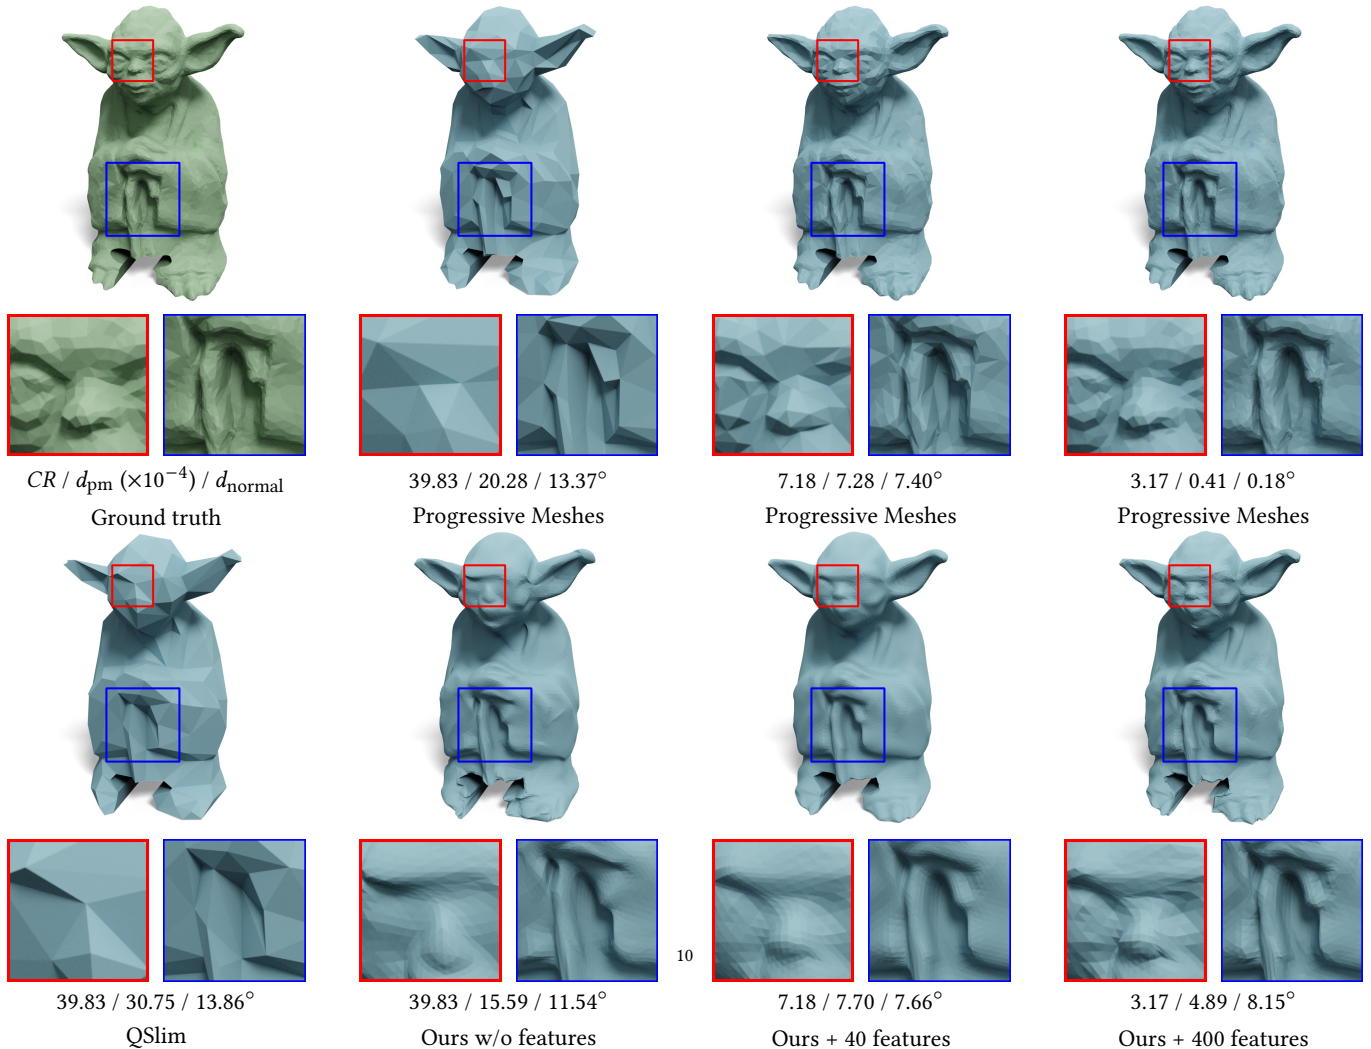 CR / d_pm (×10⁻⁴) / d_normal
Ground truth
39.83 / 20.28 / 13.37°
Progressive Meshes
7.18 / 7.28 / 7.40°
Progressive Meshes
3.17 / 0.41 / 0.18°
Progressive Meshes
39.83 / 30.75 / 13.86°
QSlim
39.83 / 15.59 / 11.54°
Ours w/o features
10
7.18 / 7.70 / 7.66°
Ours + 40 features
3.17 / 4.89 / 8.15°
Ours + 400 features